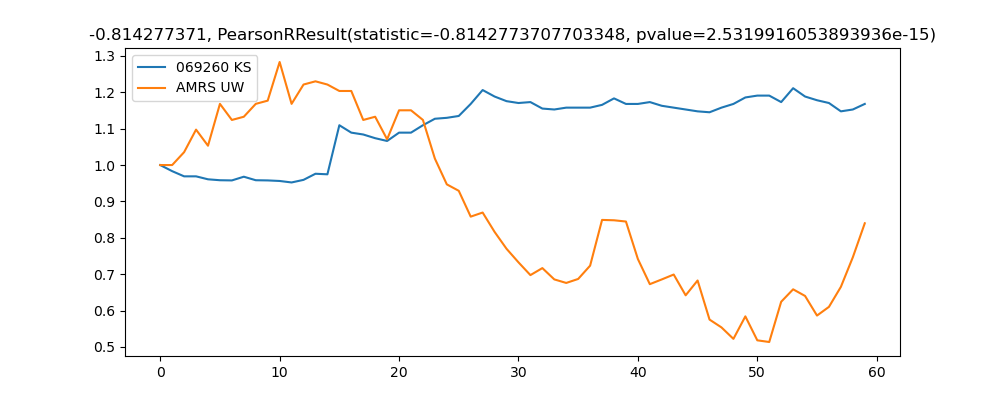 -0.814277371, PearsonRResult(statistic=-0.8142773707703348, pvalue=2.5319916053893936e-15)
1.3
1.2
1.1
1.0
0.9
0.8
0.7
0.6
0.5
069260 KS
AMRS UW
0 10 20 30 40 50 60